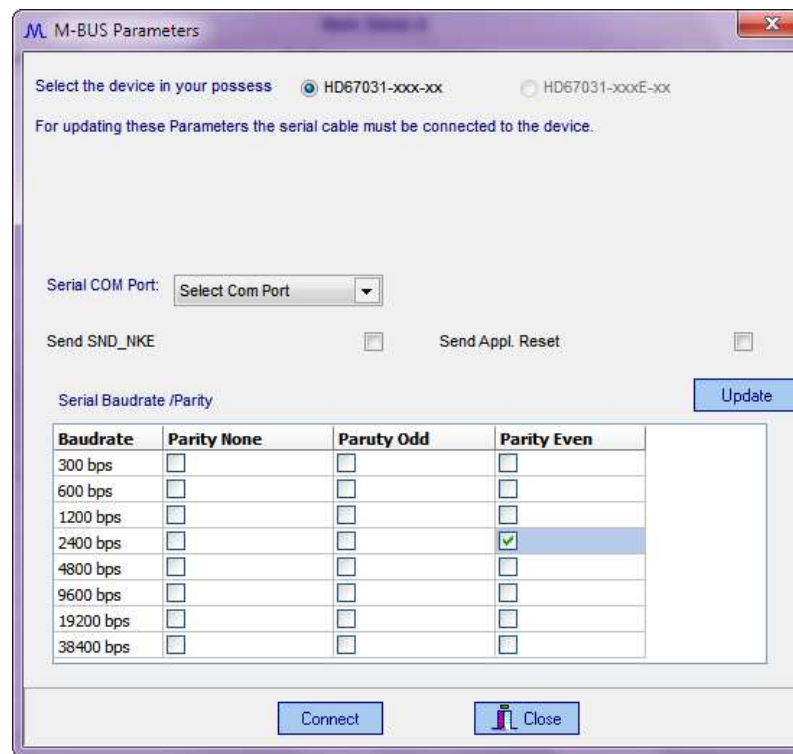 M-BUS Parameters
Select the device in your possess HD67031-xxx-xx HD67031-xxxE-xx
For updating these Parameters the serial cable must be connected to the device.
Serial COM Port: Select Com Port
Send SND_NKE Send Appl. Reset
Update
Serial Baudrate /Parity
Baudrate Parity None Paruty Odd Parity Even
300 bps
600 bps
1200 bps
2400 bps
4800 bps
9600 bps
19200 bps
38400 bps
Connect Close